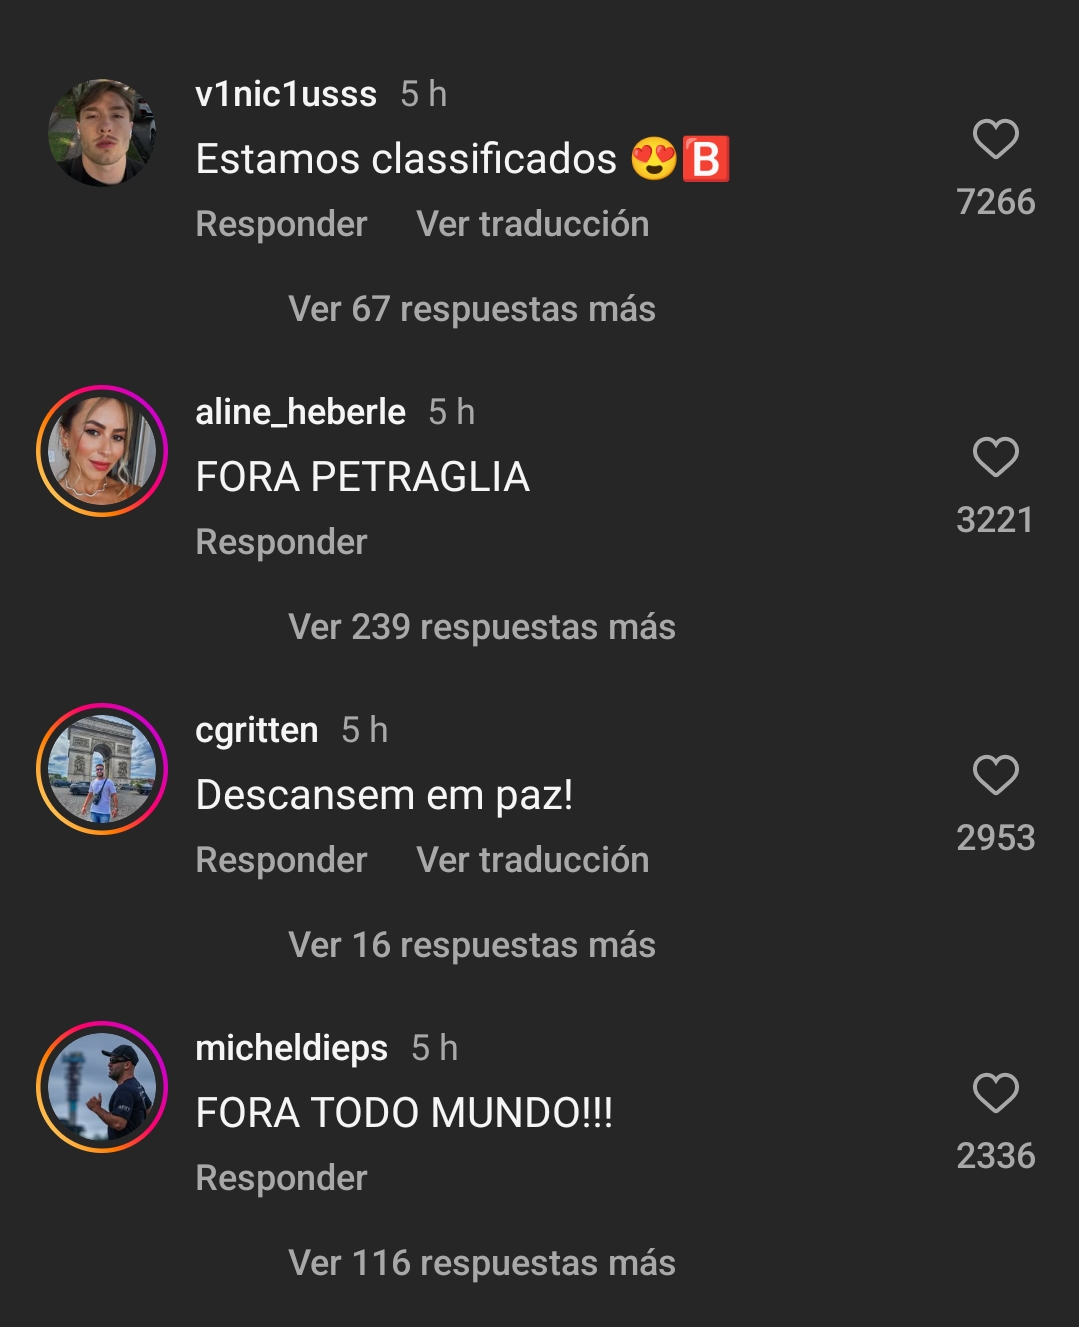 v1nic1usss 5 h
Estamos classificados 😍🅱️
7266
Responder Ver traducción
Ver 67 respuestas más
aline_heberle 5 h
FORA PETRAGLIA
3221
Responder
Ver 239 respuestas más
cgritten 5 h
Descansem em paz!
2953
Responder Ver traducción
Ver 16 respuestas más
micheldieps 5 h
FORA TODO MUNDO!!!
2336
Responder
Ver 116 respuestas más